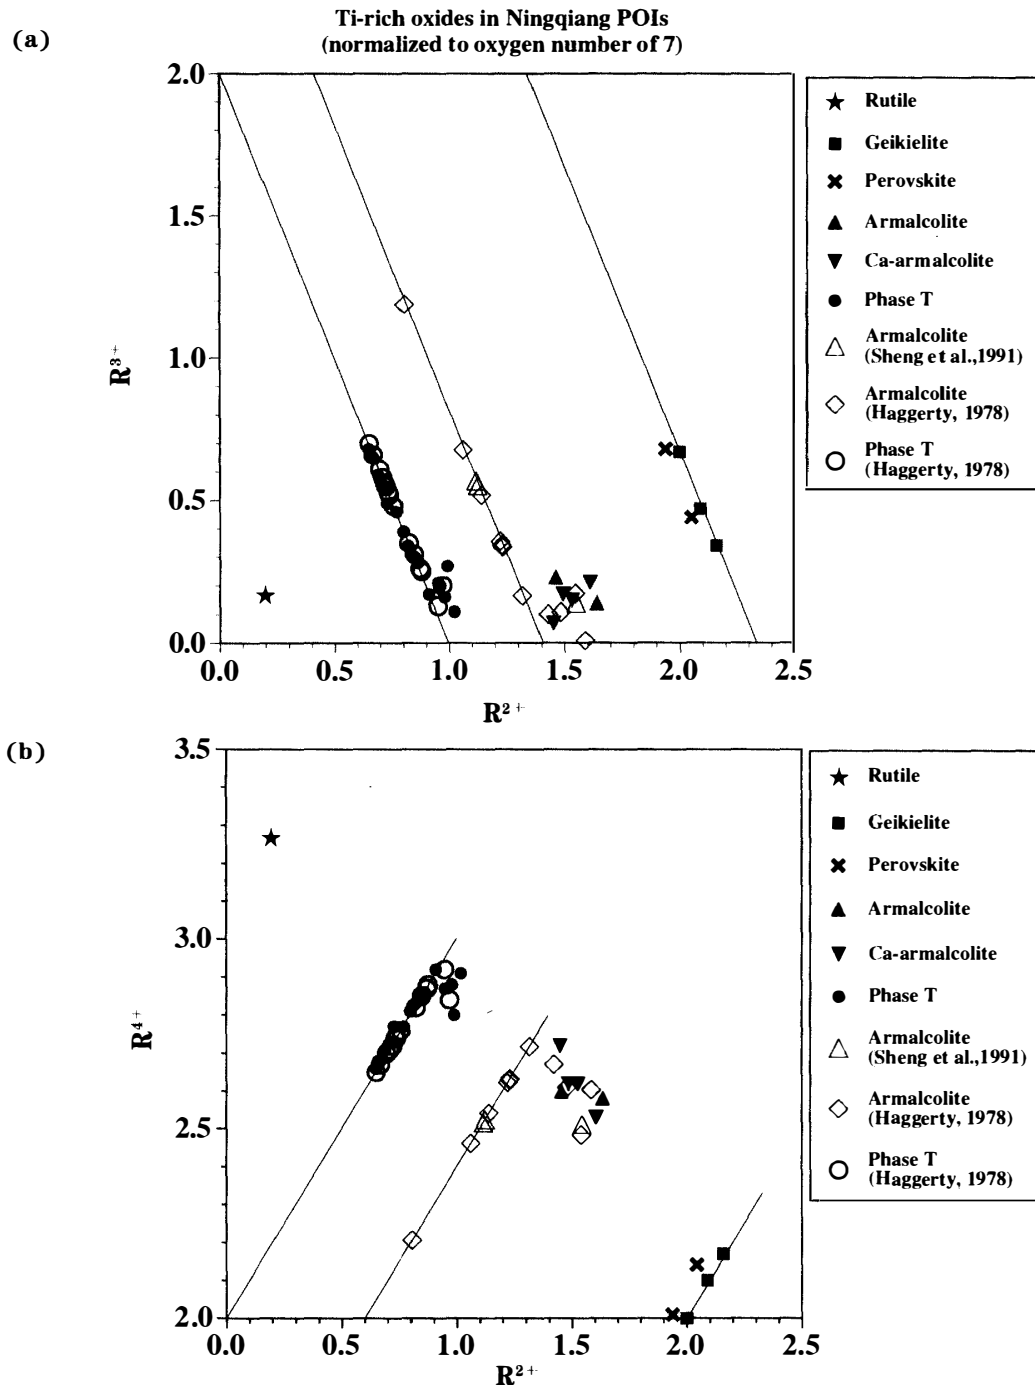 (a)
Ti-rich oxides in Ningqiang POIs
(normalized to oxygen number of 7)
2.0
1.5
1.0
0.5
0.0
R3+
0.0 0.5 1.0 1.5 2.0 2.5
R2+
Rutile
Geikielite
Perovskite
Armalcolite
Ca-armalcolite
Phase T
Armalcolite
(Sheng et al.,1991)
Armalcolite
(Haggerty, 1978)
Phase T
(Haggerty, 1978)
(b)
3.5
3.0
2.5
2.0
R4+
0.0 0.5 1.0 1.5 2.0 2.5
R2+
Rutile
Geikielite
Perovskite
Armalcolite
Ca-armalcolite
Phase T
Armalcolite
(Sheng et al.,1991)
Armalcolite
(Haggerty, 1978)
Phase T
(Haggerty, 1978)